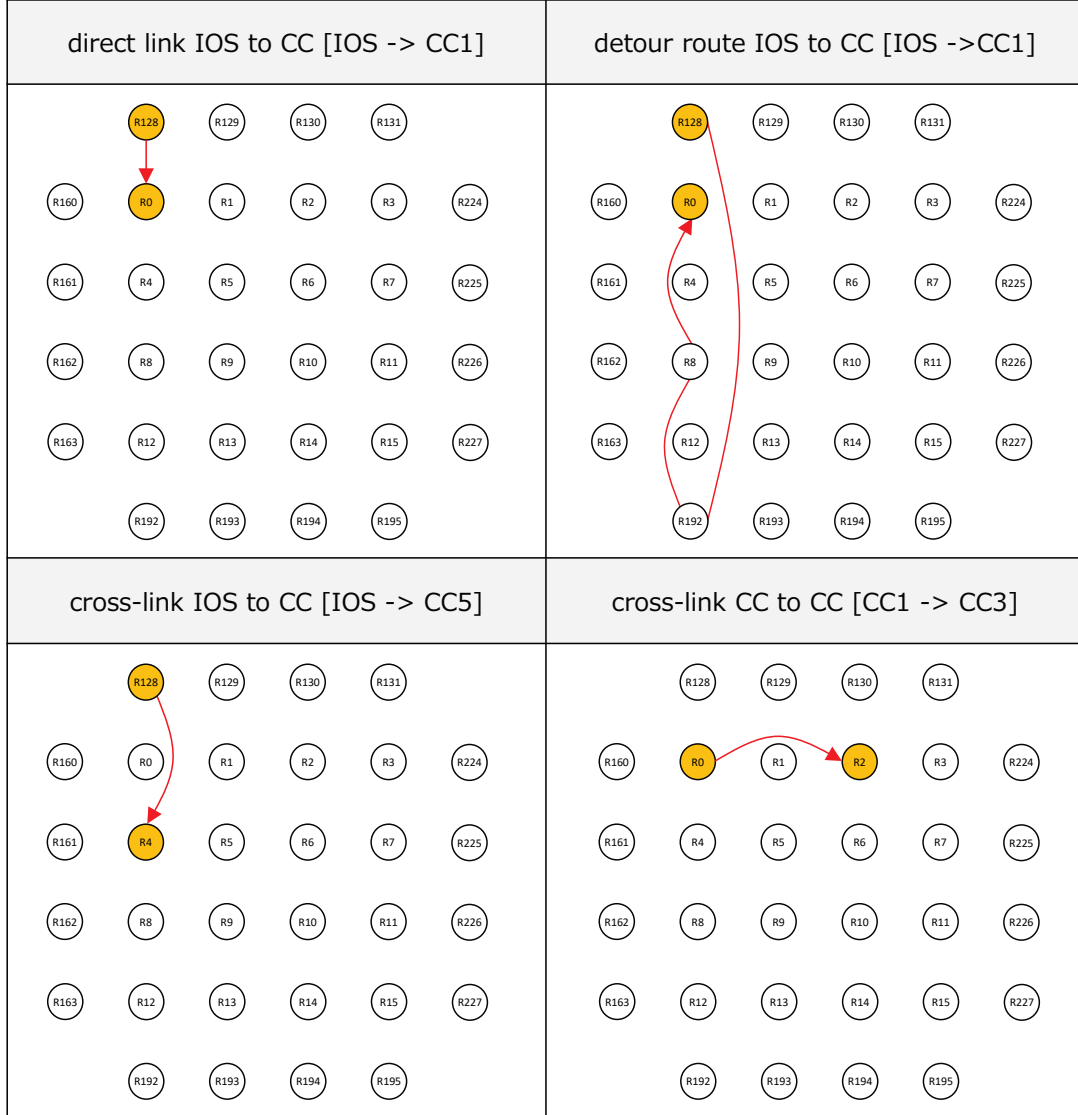 direct link IOS to CC [IOS -> CC1]
detour route IOS to CC [IOS ->CC1]
R128 R129 R130 R131
R160 R0 R1 R2 R3 R224
R161 R4 R5 R6 R7 R225
R162 R8 R9 R10 R11 R226
R163 R12 R13 R14 R15 R227
R192 R193 R194 R195
R128 R129 R130 R131
R160 R0 R1 R2 R3 R224
R161 R4 R5 R6 R7 R225
R162 R8 R9 R10 R11 R226
R163 R12 R13 R14 R15 R227
R192 R193 R194 R195
cross-link IOS to CC [IOS -> CC5]
cross-link CC to CC [CC1 -> CC3]
R128 R129 R130 R131
R160 R0 R1 R2 R3 R224
R161 R4 R5 R6 R7 R225
R162 R8 R9 R10 R11 R226
R163 R12 R13 R14 R15 R227
R192 R193 R194 R195
R128 R129 R130 R131
R160 R0 R1 R2 R3 R224
R161 R4 R5 R6 R7 R225
R162 R8 R9 R10 R11 R226
R163 R12 R13 R14 R15 R227
R192 R193 R194 R195